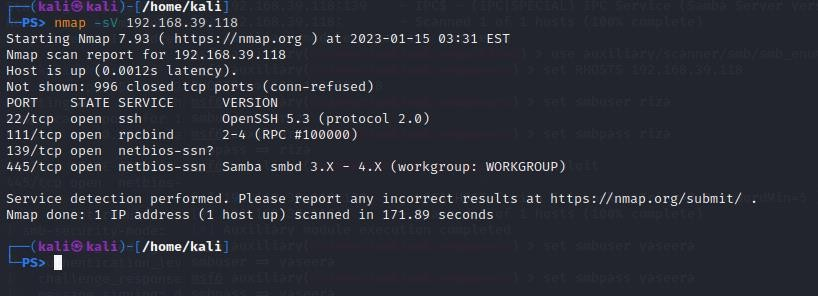 ┌──(kali㉿kali)-[/home/kali]
└─PS> nmap -sV 192.168.39.118
Starting Nmap 7.93 ( https://nmap.org ) at 2023-01-15 03:31 EST
Nmap scan report for 192.168.39.118
Host is up (0.0012s latency).
Not shown: 996 closed tcp ports (conn-refused)
PORT    STATE SERVICE      VERSION
22/tcp  open  ssh          OpenSSH 5.3 (protocol 2.0)
111/tcp open  rpcbind      2-4 (RPC #100000)
139/tcp open  netbios-ssn?
445/tcp open  netbios-ssn  Samba smbd 3.X - 4.X (workgroup: WORKGROUP)
Service detection performed. Please report any incorrect results at https://nmap.org/submit/ .
Nmap done: 1 IP address (1 host up) scanned in 171.89 seconds
┌──(kali㉿kali)-[/home/kali]
└─PS>